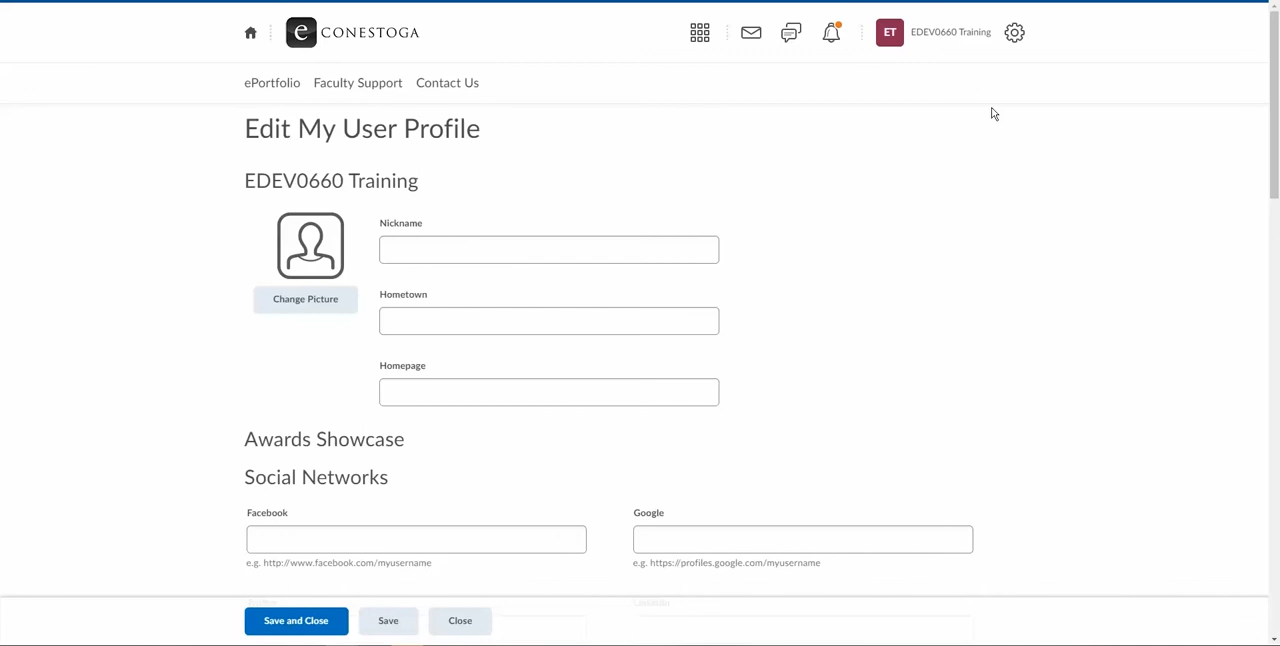 e CONESTOGA
ET EDEV0660 Training
ePortfolio Faculty Support Contact Us
Edit My User Profile
EDEV0660 Training
Nickname
Change Picture
Hometown
Homepage
Awards Showcase
Social Networks
Facebook Google
e.g. http://www.facebook.com/myusername e.g. https://profiles.google.com/myusername
LinkedIn
Save and Close Save Close